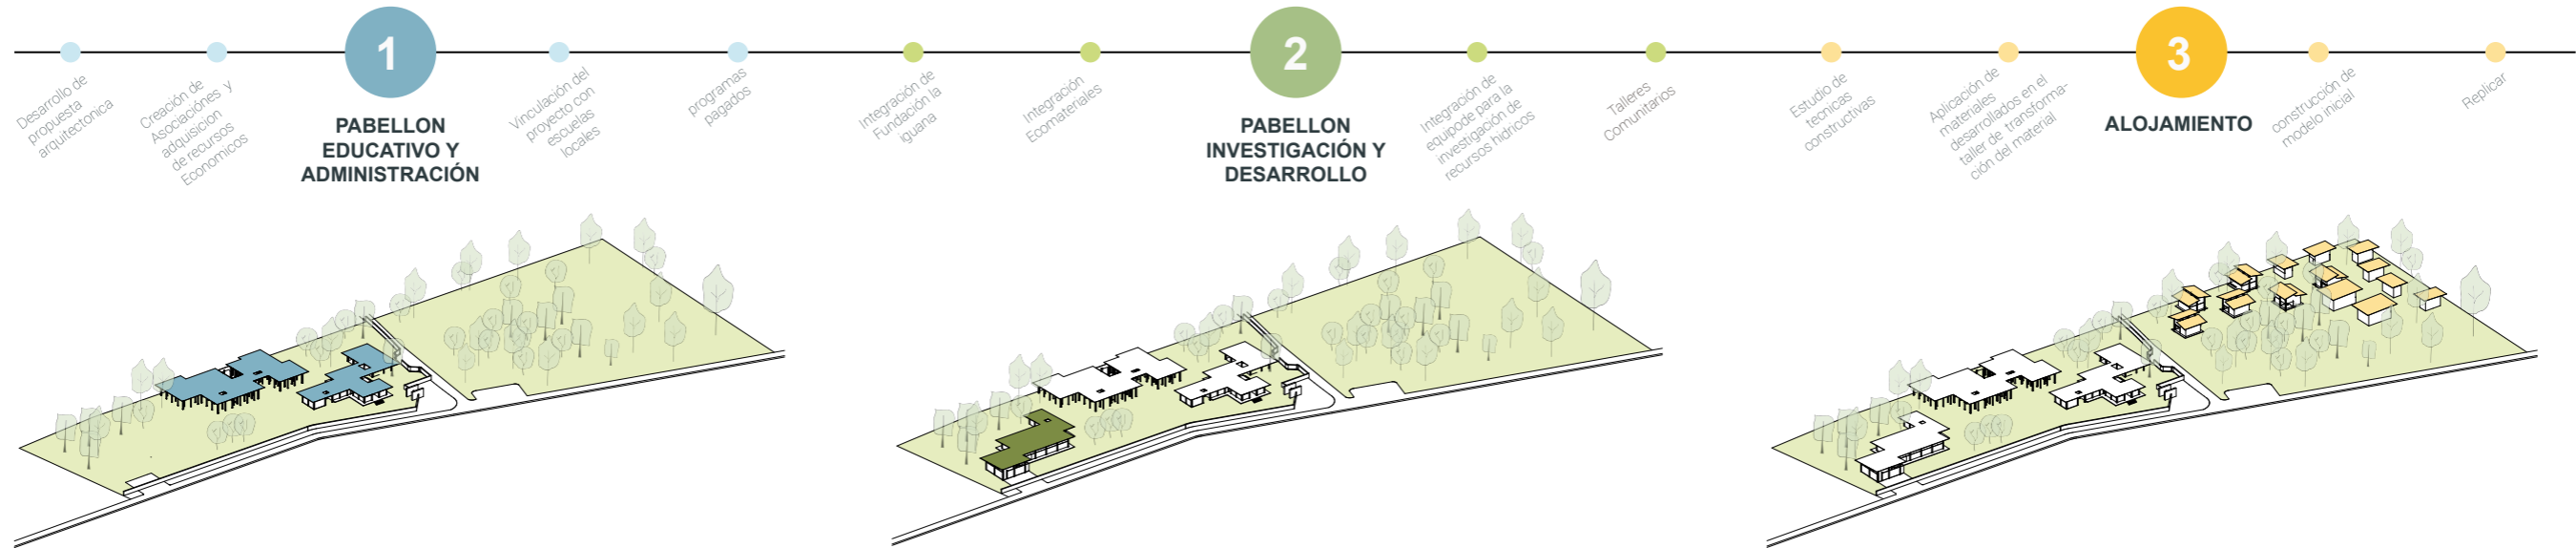 Desarrollo de
propuesta
arquitectonica
Creación de
Asociaciónes y
adquisicion
de recursos
Economicos
1
PABELLON
EDUCATIVO Y
ADMINISTRACIÓN
Vinculación del
proyecto con
escuelas
locales
programas
pagados
Integración de
Fundación la
iguana
Integración
Ecomateriales
2
PABELLON
INVESTIGACIÓN Y
DESARROLLO
Integración de
equipode para la
investigación de
recursos hidricos
Talleres
Comunitarios
Estudio de
tecnicas
constructivas
Aplicación de
materiales
desarrollados en el
taller de transforma-
ción del material
3
ALOJAMIENTO
construcción de
modelo inicial
Replicar